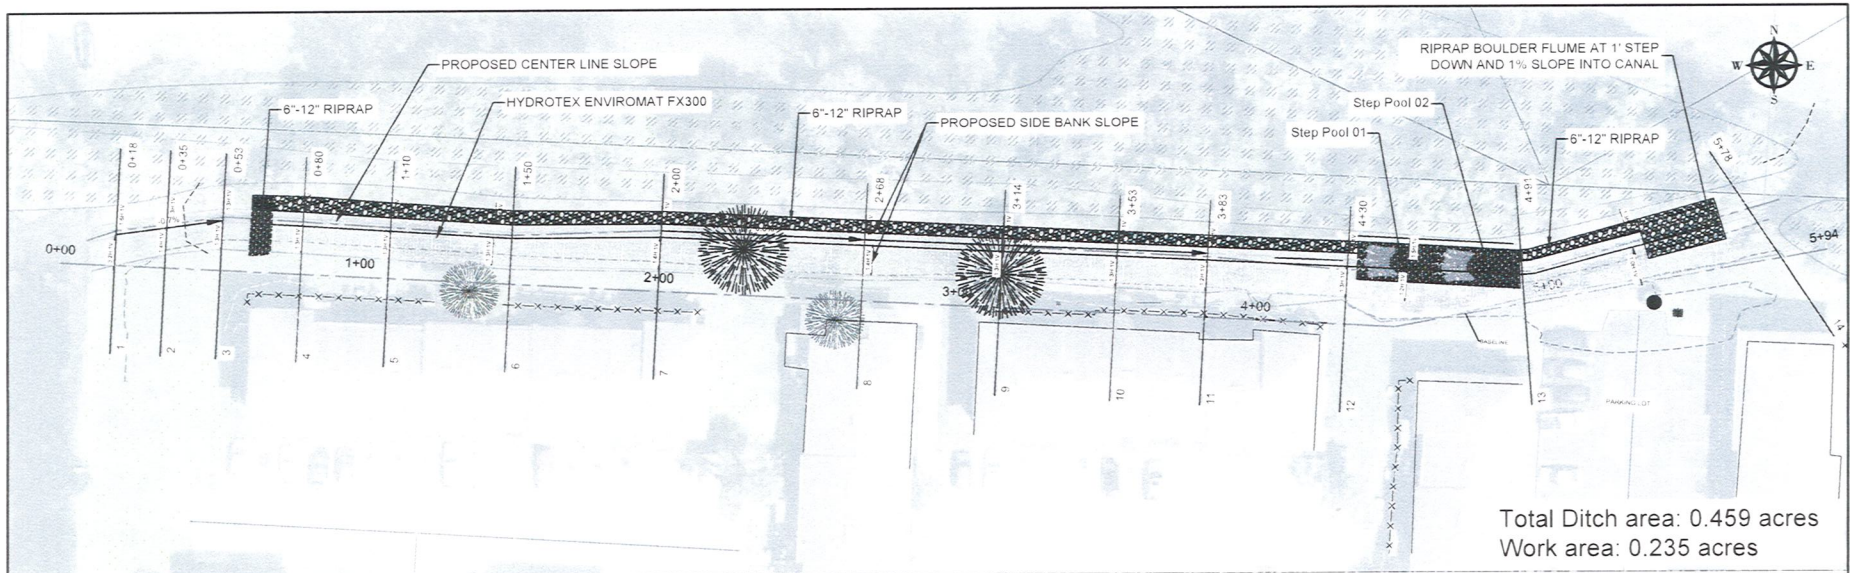 RIPRAP BOULDER FLUME AT 1' STEP
DOWN AND 1% SLOPE INTO CANAL
N
W
E
S
PROPOSED CENTER LINE SLOPE
6"-12" RIPRAP
HYDROTEX ENVIROMAT FX300
6"-12" RIPRAP
PROPOSED SIDE BANK SLOPE
Step Pool 02
Step Pool 01
6"-12" RIPRAP
0+18
0+35
0+53
0+80
1+10
1+50
2+00
2+68
3+14
3+53
3+83
4+30
4+91
5+78
0+00
1+00
2+00
3+00
4+00
5+00
5+94
BASELINE
PARKING LOT
1
2
3
4
5
6
7
8
9
10
11
12
13
14
Total Ditch area: 0.459 acres
Work area: 0.235 acres